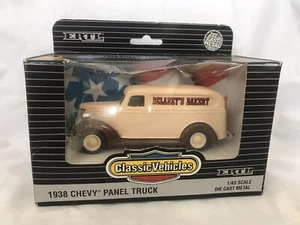 ERTL
DELANEY'S BAKERY
Classic Vehicles
1938 CHEVY PANEL TRUCK
ERTL
1/43 SCALE
DIE CAST METAL